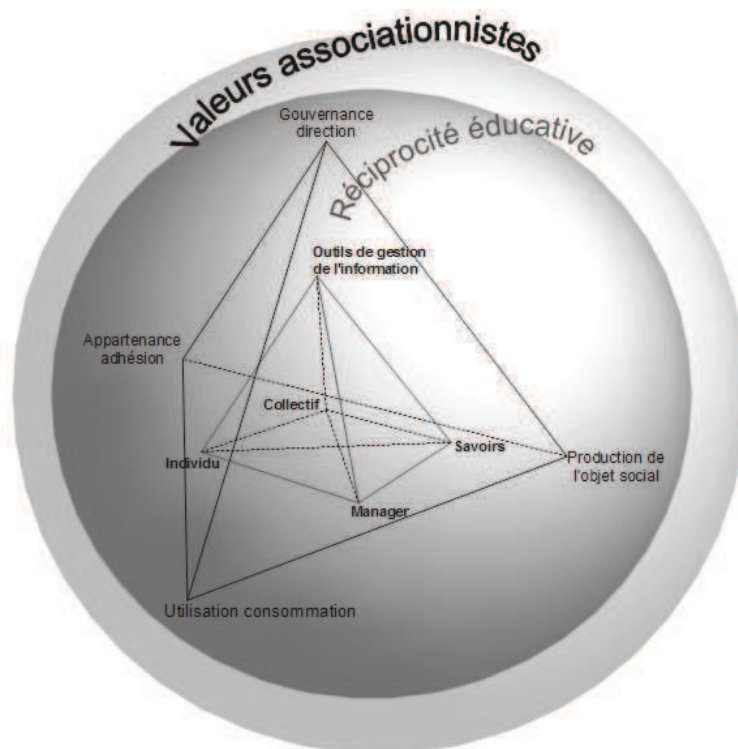 Valeurs associationnistes
Gouvernance
direction
Réciprocité éducative
Outils de gestion
de l'information
Appartenance
adhésion
Collectif
Savoirs
Individu
Production de
l'objet social
Manager
Utilisation consommation